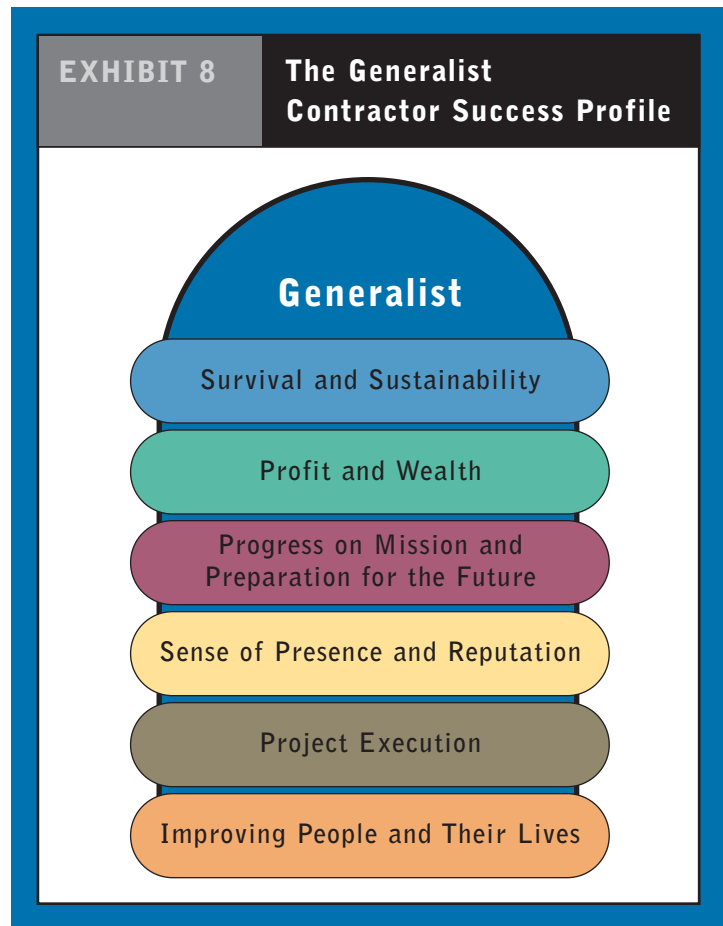 EXHIBIT 8
The Generalist
Contractor Success Profile
Generalist
Survival and Sustainability
Profit and Wealth
Progress on Mission and
Preparation for the Future
Sense of Presence and Reputation
Project Execution
Improving People and Their Lives